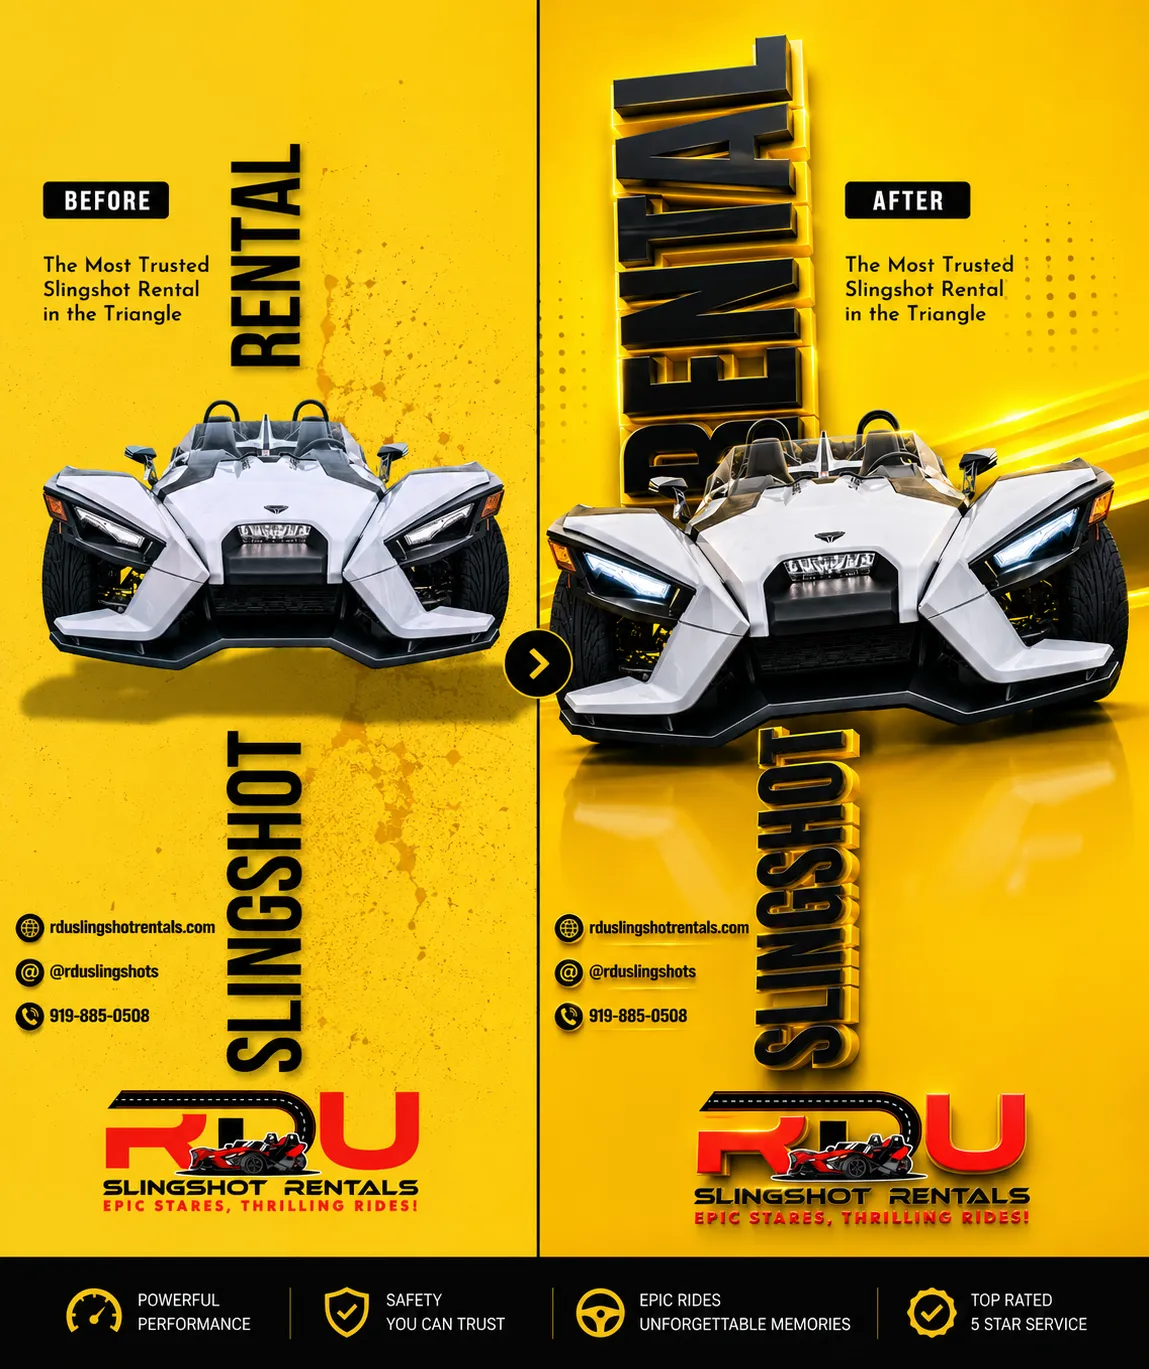 BEFORE
The Most Trusted
Slingshot Rental
in the Triangle
RENTAL
SLINGSHOT
rduslingshotrentals.com
@rduslingshots
919-885-0508
RDU
SLINGSHOT RENTALS
EPIC STARES, THRILLING RIDES!
RENTAL
AFTER
The Most Trusted
Slingshot Rental
in the Triangle
SLINGSHOT
rduslingshotrentals.com
@rduslingshots
919-885-0508
RDU
SLINGSHOT RENTALS
EPIC STARES, THRILLING RIDES!
POWERFUL
PERFORMANCE
SAFETY
YOU CAN TRUST
EPIC RIDES
UNFORGETTABLE MEMORIES
TOP RATED
5 STAR SERVICE